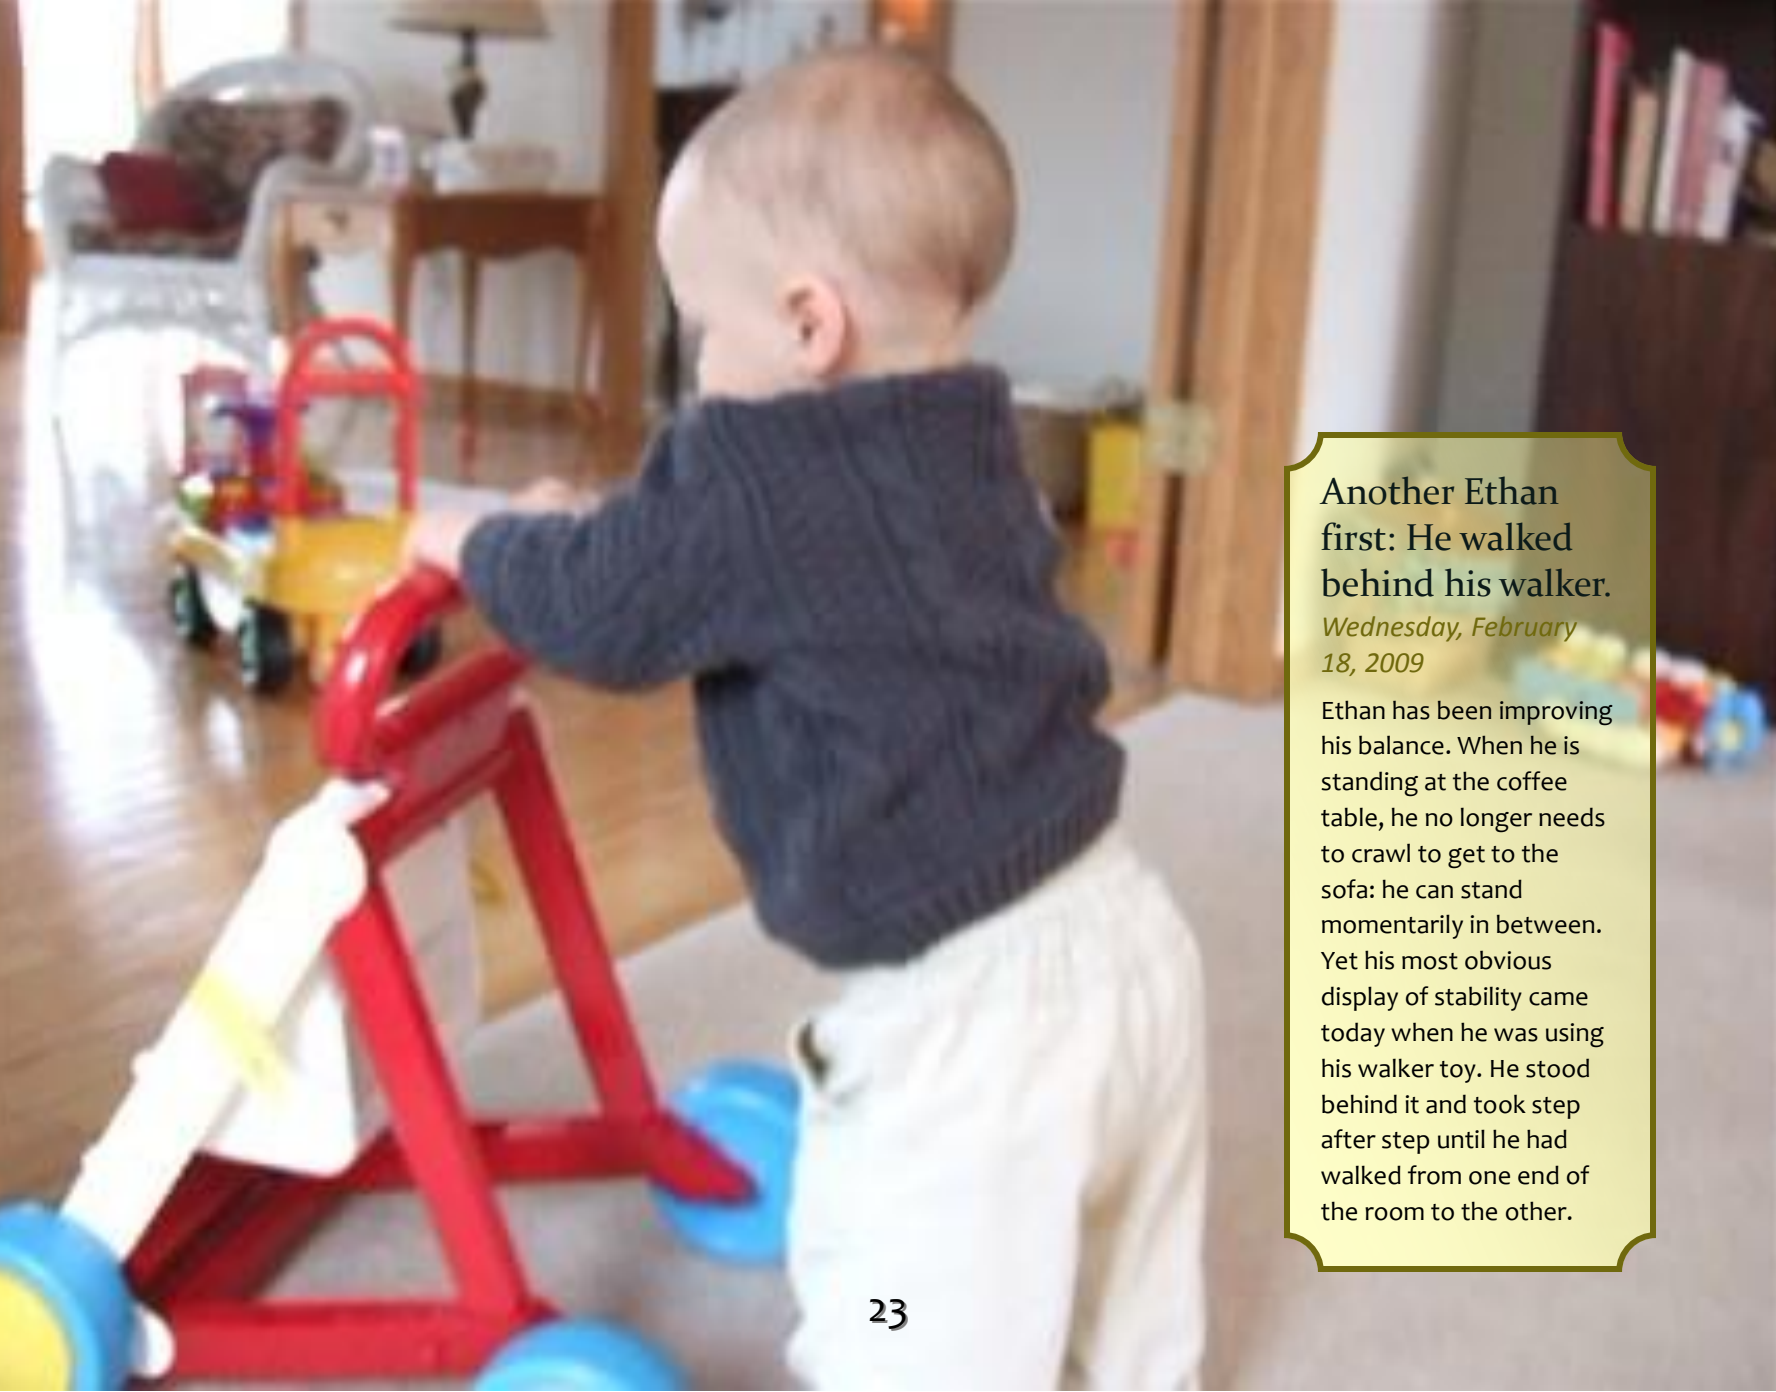 Another Ethan
first: He walked
behind his walker.
Wednesday, February
18, 2009
Ethan has been improving
his balance. When he is
standing at the coffee
table, he no longer needs
to crawl to get to the
sofa: he can stand
momentarily in between.
Yet his most obvious
display of stability came
today when he was using
his walker toy. He stood
behind it and took step
after step until he had
walked from one end of
the room to the other.
23